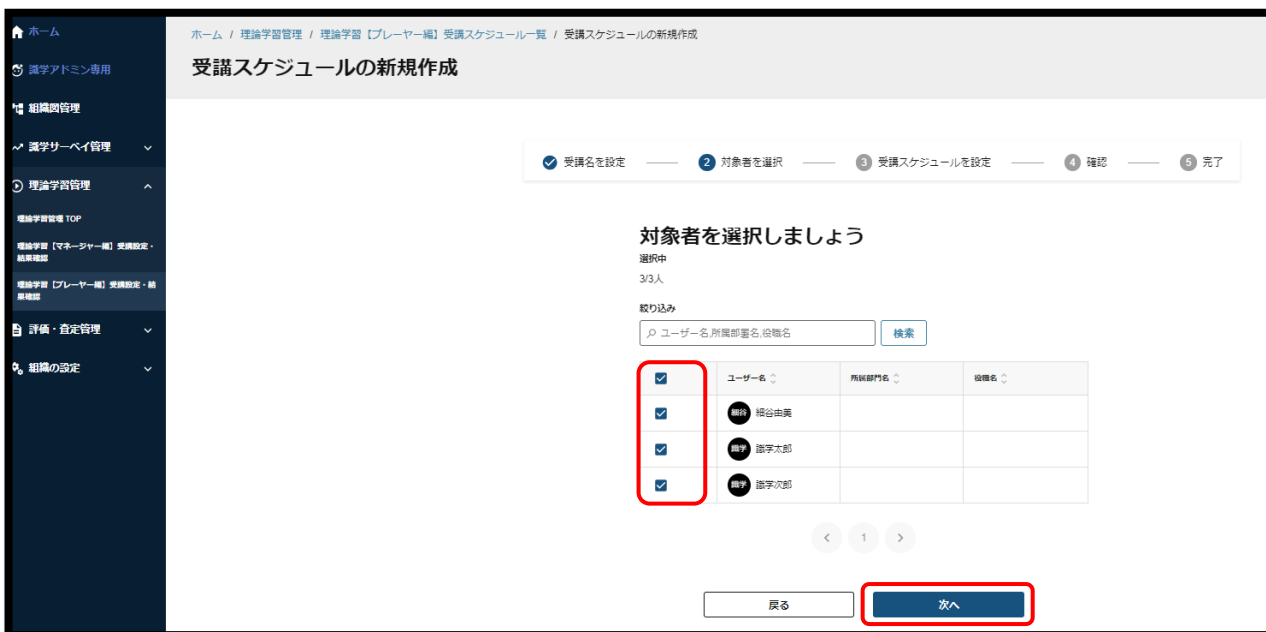 ホーム
識学アドミン専用
組織図管理
識学サーベイ管理
理論学習管理
理論学習管理 TOP
理論学習【マネージャー編】受講設定・
結果確認
理論学習【プレーヤー編】受講設定・結
果確認
評価・査定管理
組織の設定
ホーム / 理論学習管理 / 理論学習【プレーヤー編】受講スケジュール一覧 / 受講スケジュールの新規作成
受講スケジュールの新規作成
受講名を設定 2 対象者を選択 3 受講スケジュールを設定 4 確認 5 完了
対象者を選択しましょう
選択中
3/3人
絞り込み
ユーザー名,所属部署名,役職名 検索
ユーザー名 所属部門名 役職名
細谷 細谷由美
識学 識学太郎
識学 識学次郎
1
戻る 次へ